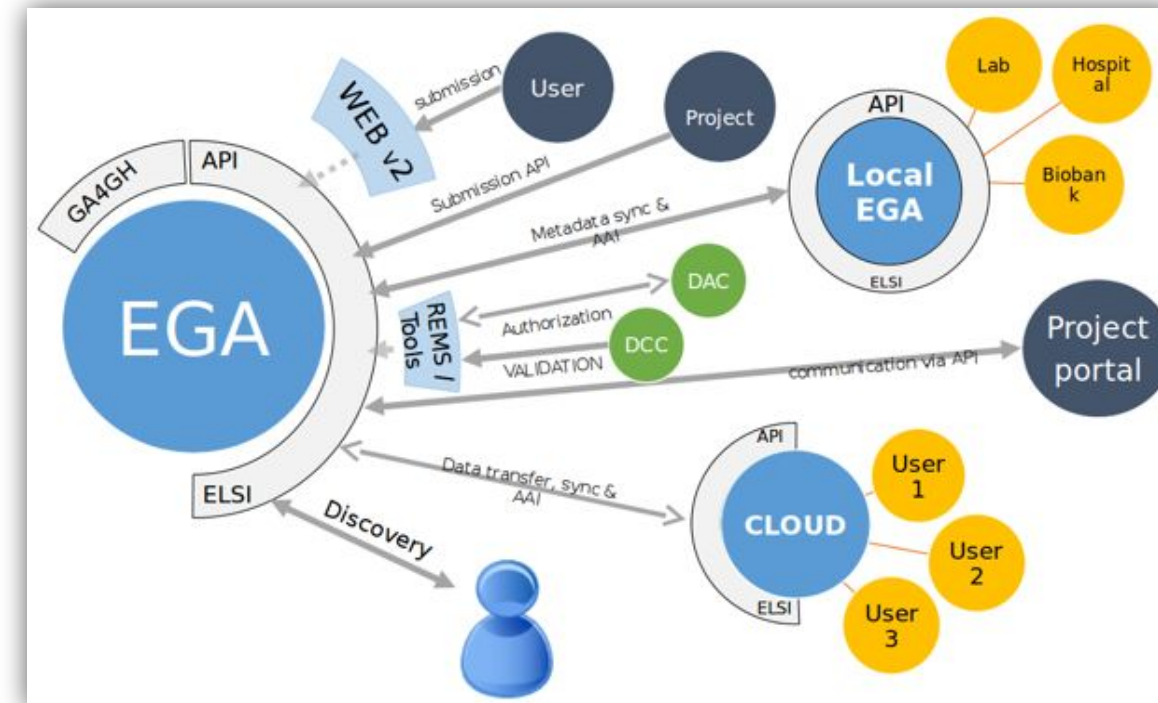 submission
User
WEB v2
Project
Lab
Hospit
al
API
Local
EGA
ELSI
Bioban
k
GA4GH
API
Submission API
Metadata sync &
AAI
EGA
REMS /
Tools
DAC
Authorization
DCC
VALIDATION
communication via API
Project
portal
ELSI
Data transfer, sync &
AAI
Discovery
API
CLOUD
ELSI
User
1
User
2
User
3